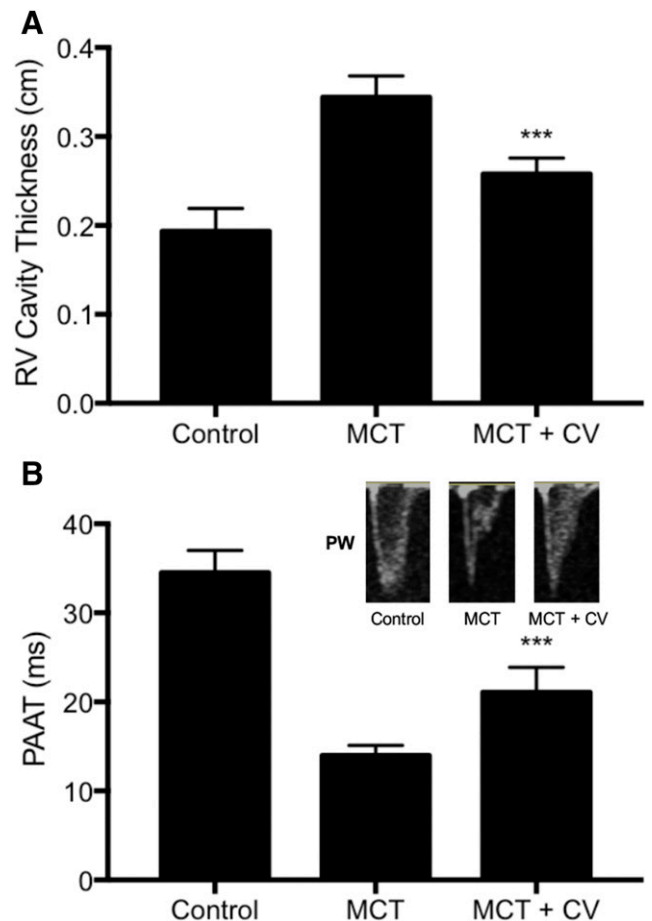 A
RV Cavity Thickness (cm)
0.4
0.3
0.2
0.1
0.0
***
Control MCT MCT + CV
B
PAAT (ms)
40
30
20
10
0
PW
Control MCT MCT + CV
***
Control MCT MCT + CV